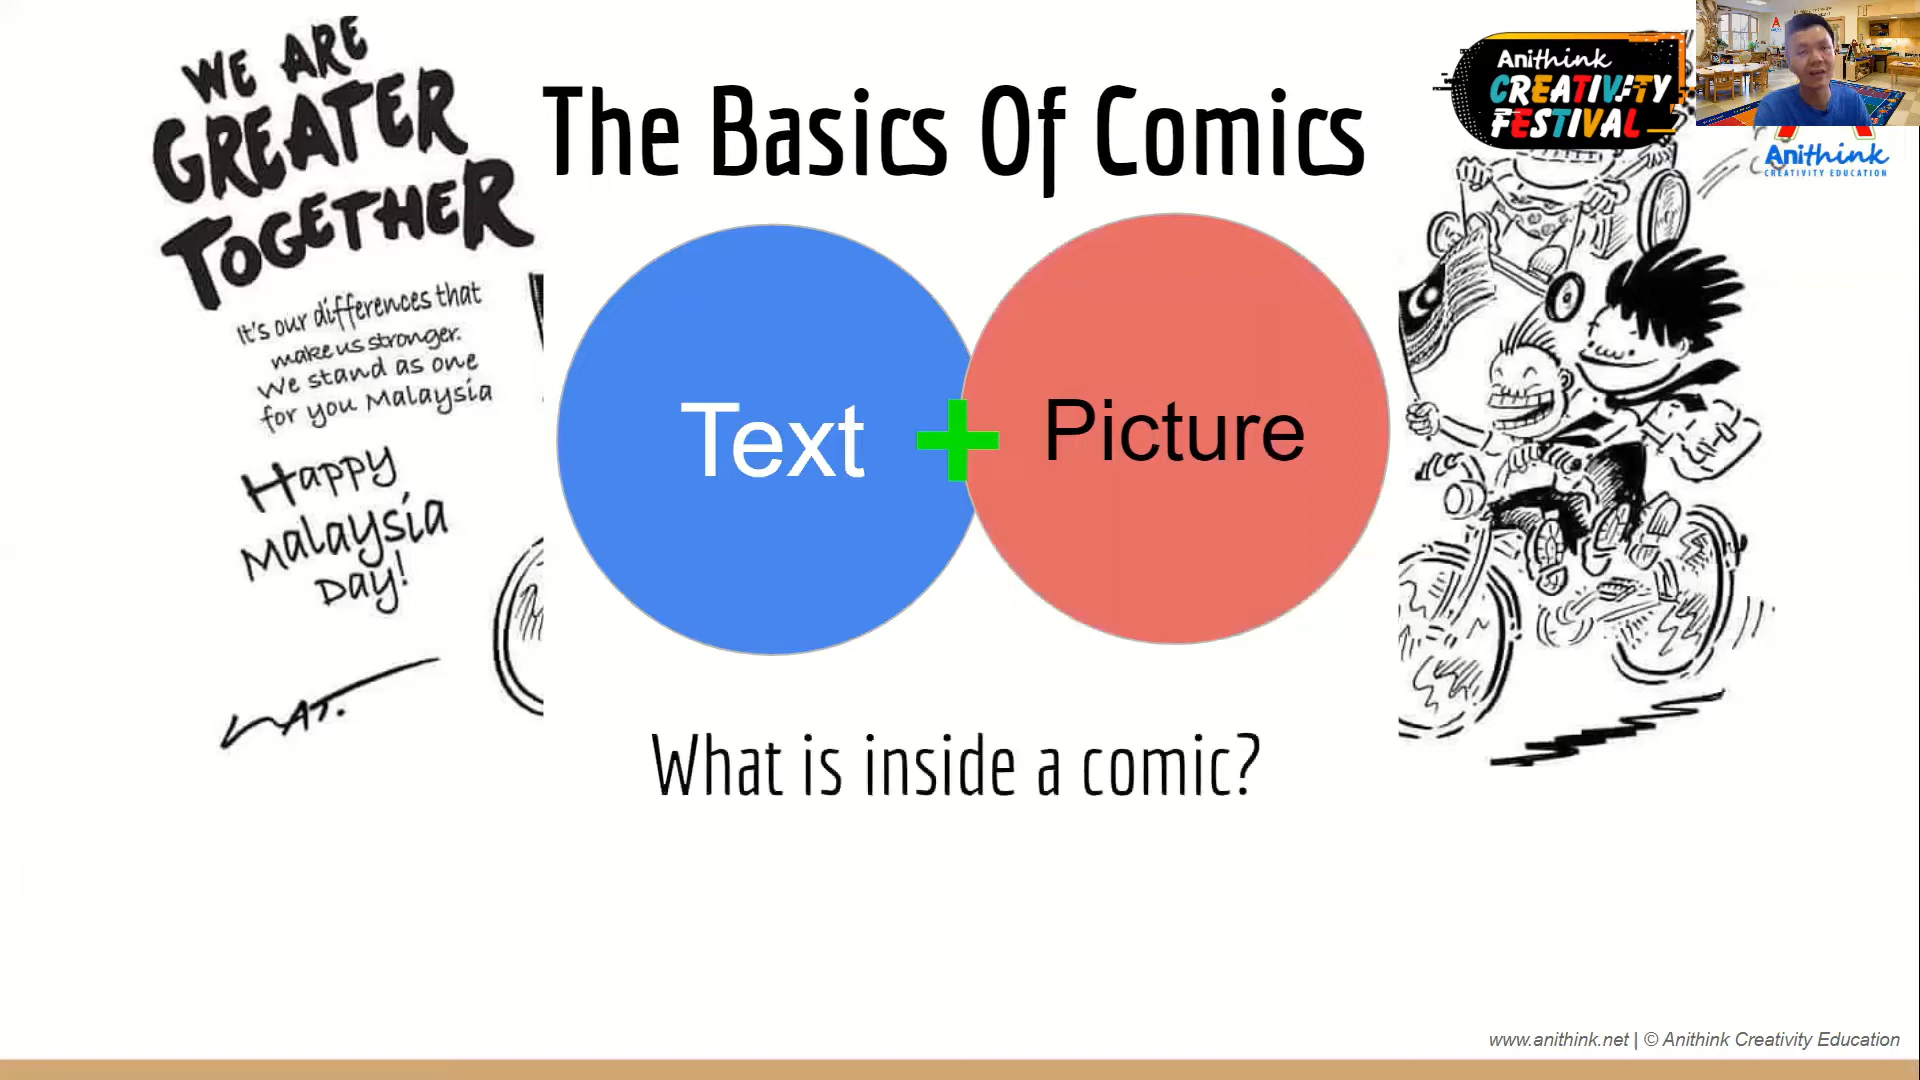 WE ARE
GREATER
TOGETHER
It's our differences that
make us stronger.
We stand as one
for you Malaysia
Happy
Malaysia
Day!
LAT.
The Basics Of Comics
Text
+
Picture
What is inside a comic?
Anithink
CREATIVITY
FESTIVAL
Anithink
CREATIVITY EDUCATION
www.anithink.net | © Anithink Creativity Education